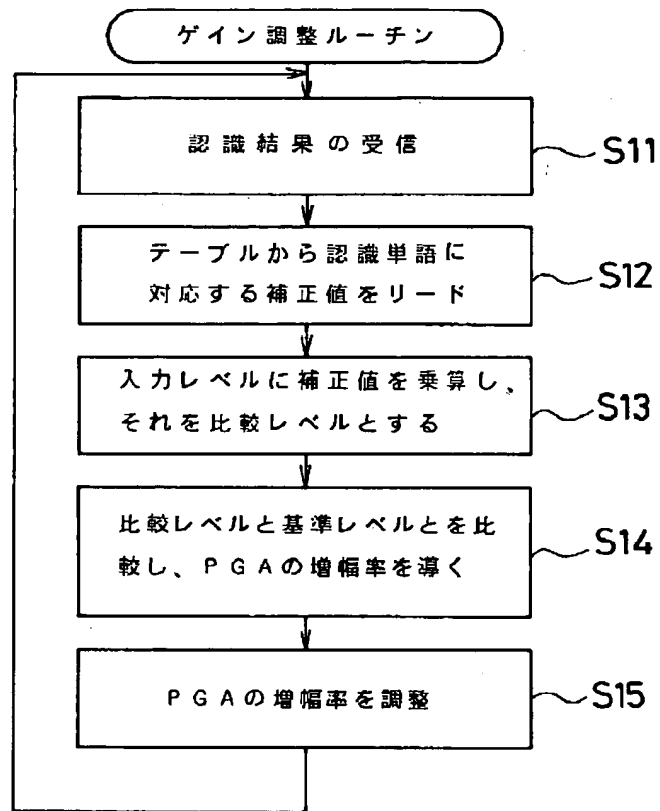 ゲイン調整ルーチン
認識結果の受信
S11
テーブルから認識単語に
対応する補正値をリード
S12
入力レベルに補正値を乗算し、
それを比較レベルとする
S13
比較レベルと基準レベルとを比
較し、PGAの増幅率を導く
S14
PGAの増幅率を調整
S15